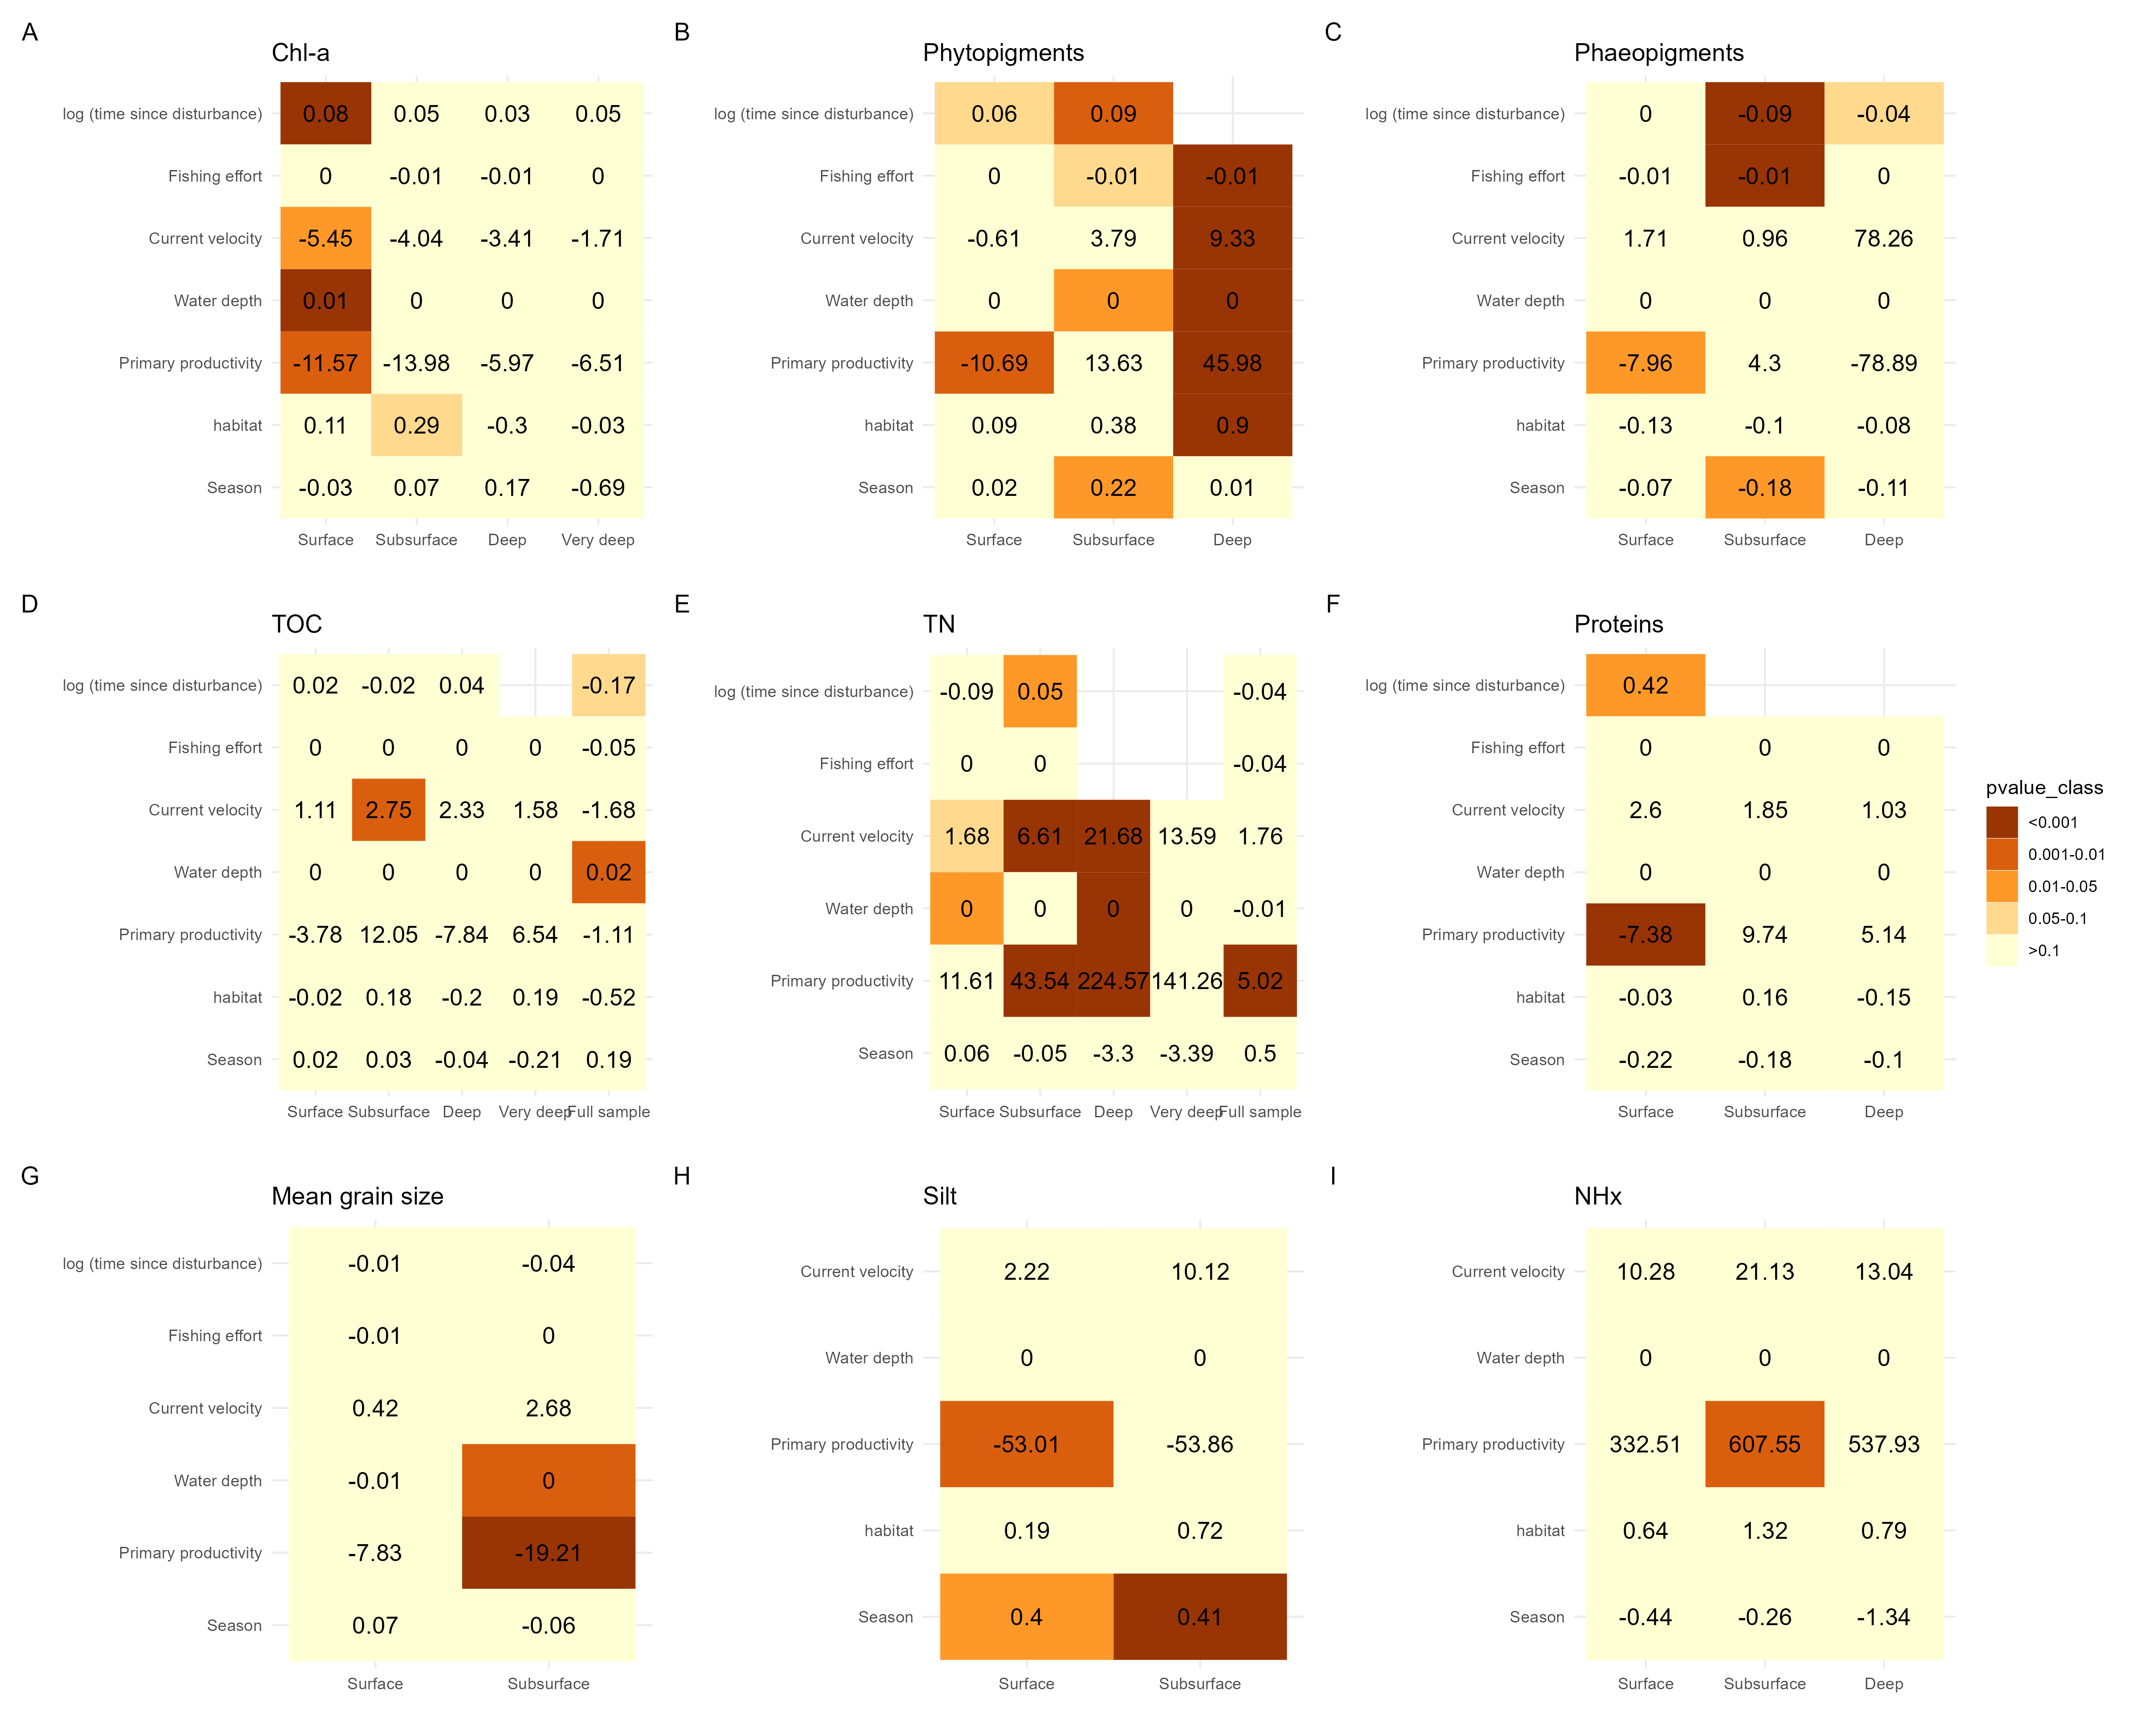 A
Chl-a
log (time since disturbance) 0.08 0.05 0.03 0.05
Fishing effort 0 -0.01 -0.01 0
Current velocity -5.45 -4.04 -3.41 -1.71
Water depth 0.01 0 0 0
Primary productivity -11.57 -13.98 -5.97 -6.51
habitat 0.11 0.29 -0.3 -0.03
Season -0.03 0.07 0.17 -0.69
Surface Subsurface Deep Very deep
B
Phytopigments
log (time since disturbance) 0.06 0.09
Fishing effort 0 -0.01 -0.01
Current velocity -0.61 3.79 9.33
Water depth 0 0 0
Primary productivity -10.69 13.63 45.98
habitat 0.09 0.38 0.9
Season 0.02 0.22 0.01
Surface Subsurface Deep
C
Phaeopigments
log (time since disturbance) 0 -0.09 -0.04
Fishing effort -0.01 -0.01 0
Current velocity 1.71 0.96 78.26
Water depth 0 0 0
Primary productivity -7.96 4.3 -78.89
habitat -0.13 -0.1 -0.08
Season -0.07 -0.18 -0.11
Surface Subsurface Deep
D
TOC
log (time since disturbance) 0.02 -0.02 0.04 -0.17
Fishing effort 0 0 0 0 -0.05
Current velocity 1.11 2.75 2.33 1.58 -1.68
Water depth 0 0 0 0 0.02
Primary productivity -3.78 12.05 -7.84 6.54 -1.11
habitat -0.02 0.18 -0.2 0.19 -0.52
Season 0.02 0.03 -0.04 -0.21 0.19
Surface Subsurface Deep Very deep Full sample
E
TN
log (time since disturbance) -0.09 0.05 -0.04
Fishing effort 0 0 -0.04
Current velocity 1.68 6.61 21.68 13.59 1.76
Water depth 0 0 0 0 -0.01
Primary productivity 11.61 43.54 224.57 141.26 5.02
Season 0.06 -0.05 -3.3 -3.39 0.5
Surface Subsurface Deep Very deep Full sample
F
Proteins
log (time since disturbance) 0.42
Fishing effort 0 0 0
Current velocity 2.6 1.85 1.03
Water depth 0 0 0
Primary productivity -7.38 9.74 5.14
habitat -0.03 0.16 -0.15
Season -0.22 -0.18 -0.1
Surface Subsurface Deep
pvalue_class
<0.001
0.001-0.01
0.01-0.05
0.05-0.1
>0.1
G
Mean grain size
log (time since disturbance) -0.01 -0.04
Fishing effort -0.01 0
Current velocity 0.42 2.68
Water depth -0.01 0
Primary productivity -7.83 -19.21
Season 0.07 -0.06
Surface Subsurface
H
Silt
Current velocity 2.22 10.12
Water depth 0 0
Primary productivity -53.01 -53.86
habitat 0.19 0.72
Season 0.4 0.41
Surface Subsurface
I
NHx
Current velocity 10.28 21.13 13.04
Water depth 0 0 0
Primary productivity 332.51 607.55 537.93
habitat 0.64 1.32 0.79
Season -0.44 -0.26 -1.34
Surface Subsurface Deep